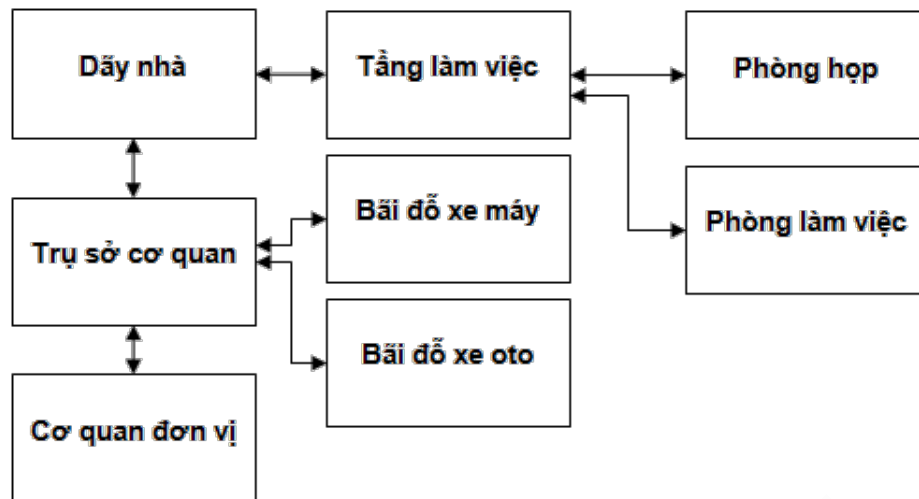 Dãy nhà
Tầng làm việc
Phòng họp
Trụ sở cơ quan
Bãi đỗ xe máy
Phòng làm việc
Bãi đỗ xe oto
Cơ quan đơn vị